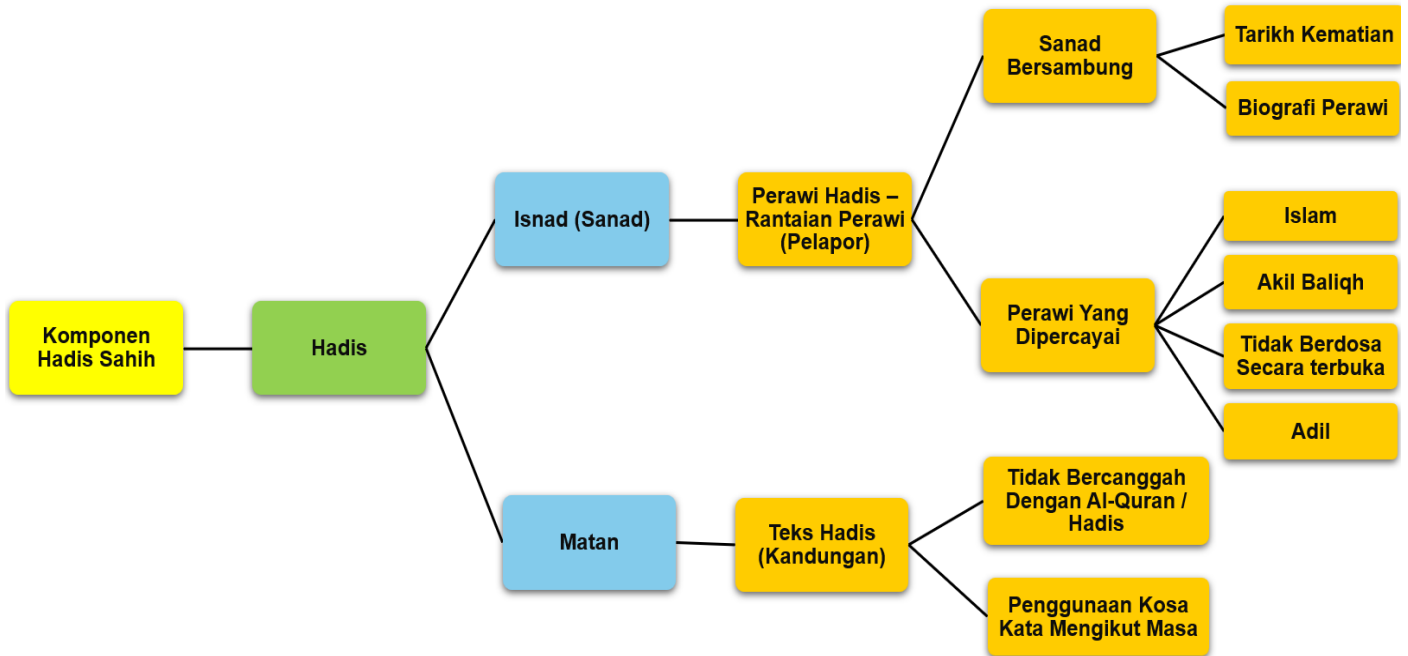 Komponen
Hadis Sahih
Hadis
Isnad (Sanad)
Perawi Hadis –
Rantaian Perawi
(Pelapor)
Sanad
Bersambung
Tarikh Kematian
Biografi Perawi
Perawi Yang
Dipercayai
Islam
Akil Baliqh
Tidak Berdosa
Secara terbuka
Adil
Matan
Teks Hadis
(Kandungan)
Tidak Bercanggah
Dengan Al-Quran /
Hadis
Penggunaan Kosa
Kata Mengikut Masa